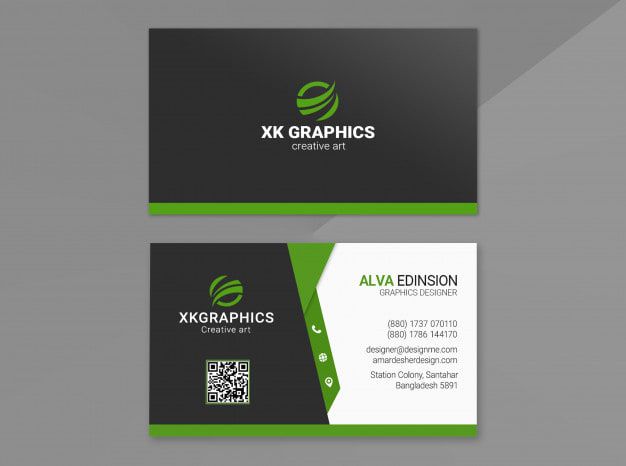 XK GRAPHICS
creative art
XKGRAPHICS
Creative art
ALVA EDINSION
GRAPHICS DESIGNER
(880) 1737 070110
(880) 1786 144170
designer@designme.com
amardesherdesign.com
Station Colony, Santahar
Bangladesh 5891